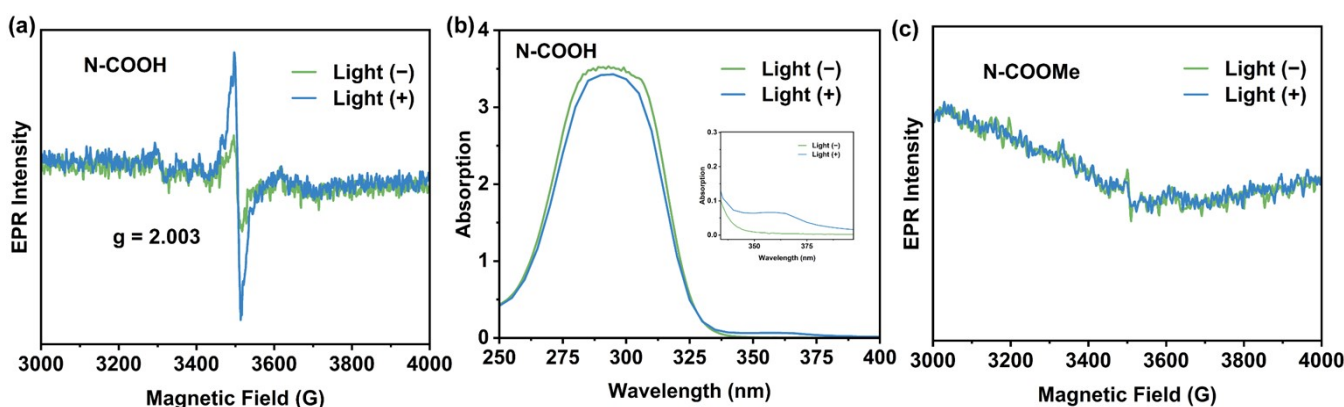 (a)
N-COOH
Light (−)
Light (+)
g = 2.003
EPR Intensity
3000 3200 3400 3600 3800 4000
Magnetic Field (G)
(b)
N-COOH
Light (−)
Light (+)
Absorption
4
3
2
1
0
250 275 300 325 350 375 400
Wavelength (nm)
0.3
0.2
0.1
0.0
Absorption
Light (−)
Light (+)
350 375
Wavelength (nm)
(c)
N-COOMe
Light (−)
Light (+)
EPR Intensity
3000 3200 3400 3600 3800 4000
Magnetic Field (G)